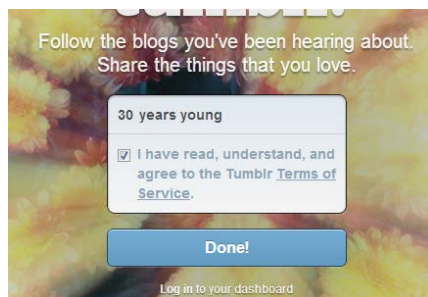 Follow the blogs you've been hearing about.
Share the things that you love.
30 years young
I have read, understand, and
agree to the Tumblr Terms of
Service.
Done!
Log in to your dashboard